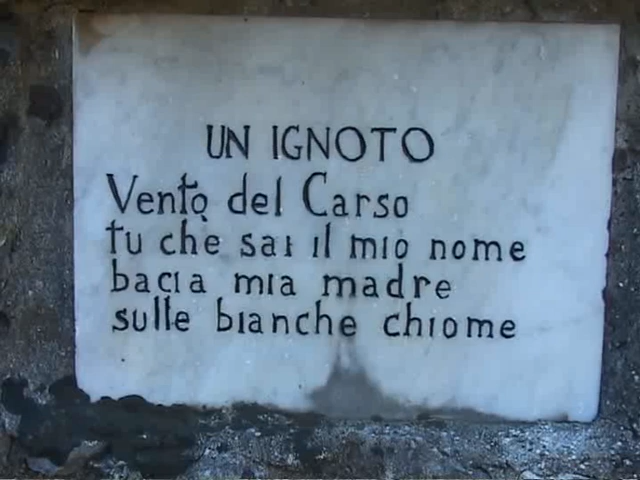 UN IGNOTO
Vento del Carso
tu che sai il mio nome
bacia mia madre
sulle bianche chiome